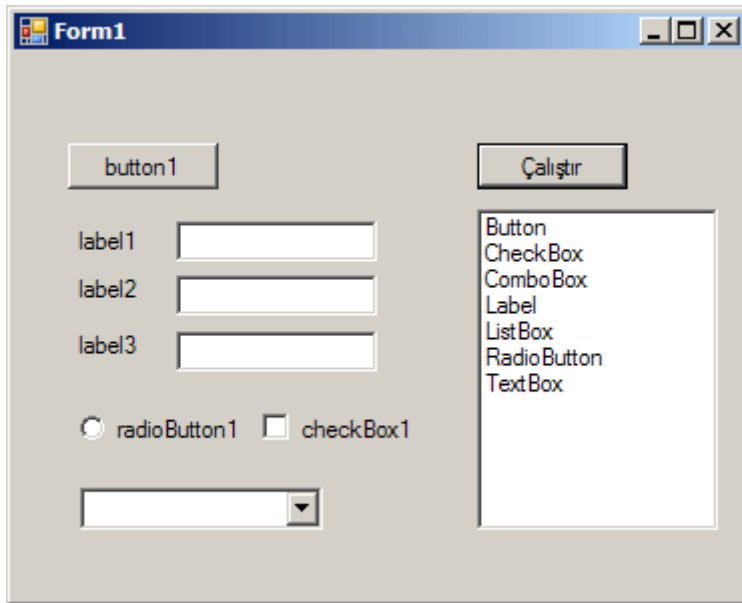 Form1
button1
Çalıştır
label1
label2
label3
radioButton1
checkBox1
Button
CheckBox
ComboBox
Label
ListBox
RadioButton
TextBox